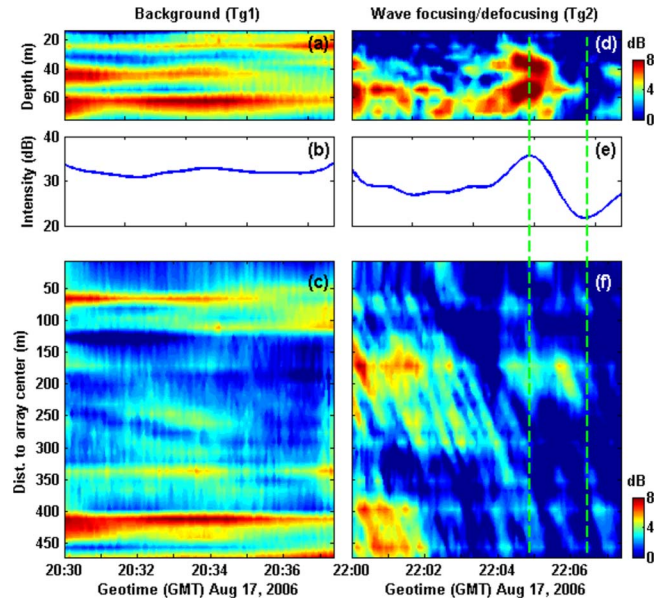 Background (Tg1)
Wave focusing/defocusing (Tg2)
Depth (m)
20
40
60
(a)
(d)
dB
8
4
0
Intensity (dB)
40
30
20
(b)
(e)
Dist. to array center (m)
50
100
150
200
250
300
350
400
450
(c)
(f)
dB
8
4
0
20:30 20:32 20:34 20:36
22:00 22:02 22:04 22:06
Geotime (GMT) Aug 17, 2006
Geotime (GMT) Aug 17, 2006